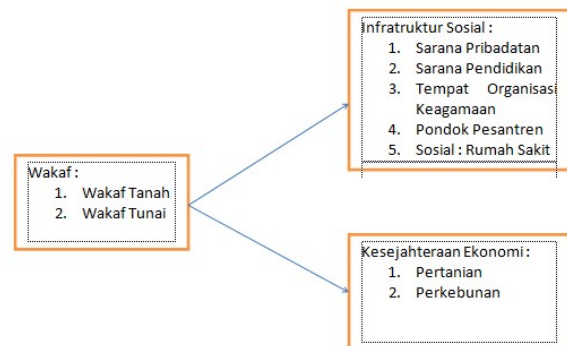 Infratruktur Sosial :
1. Sarana Pribadatan
2. Sarana Pendidikan
3. Tempat Organisasi
Keagamaan
4. Pondok Pesantren
5. Sosial : Rumah Sakit
Wakaf :
1. Wakaf Tanah
2. Wakaf Tunai
Kesejahteraan Ekonomi :
1. Pertanian
2. Perkebunan